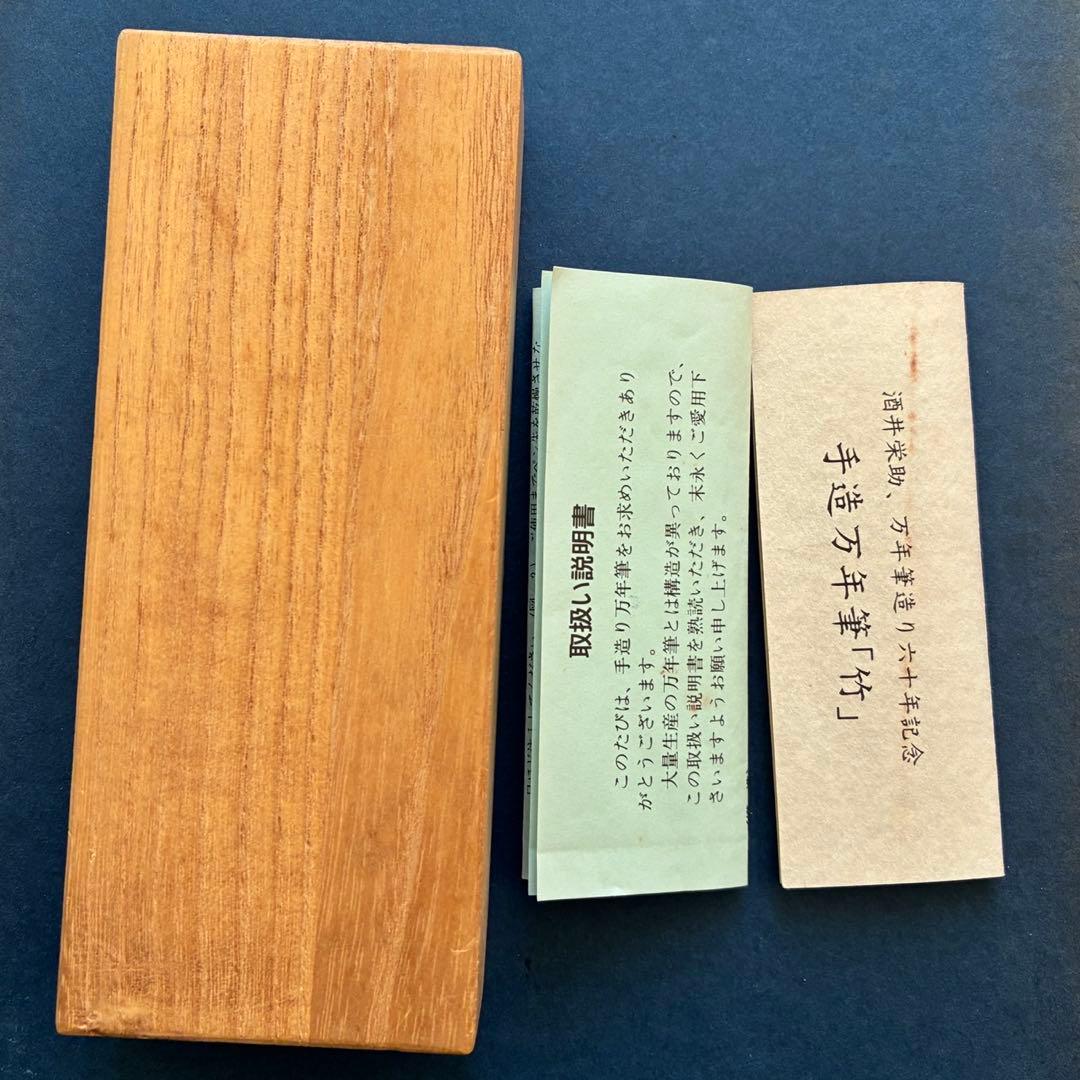 取扱い説明書
このたびは、手造り万年筆をお求めいただきあり
がとうございます。
大量生産の万年筆とは構造が異っておりますので、
この取扱い説明書を熟読いただき、末永くご愛用下
さいますようお願い申し上げます。
酒井栄助、万年筆造り六十年記念
手造万年筆「竹」